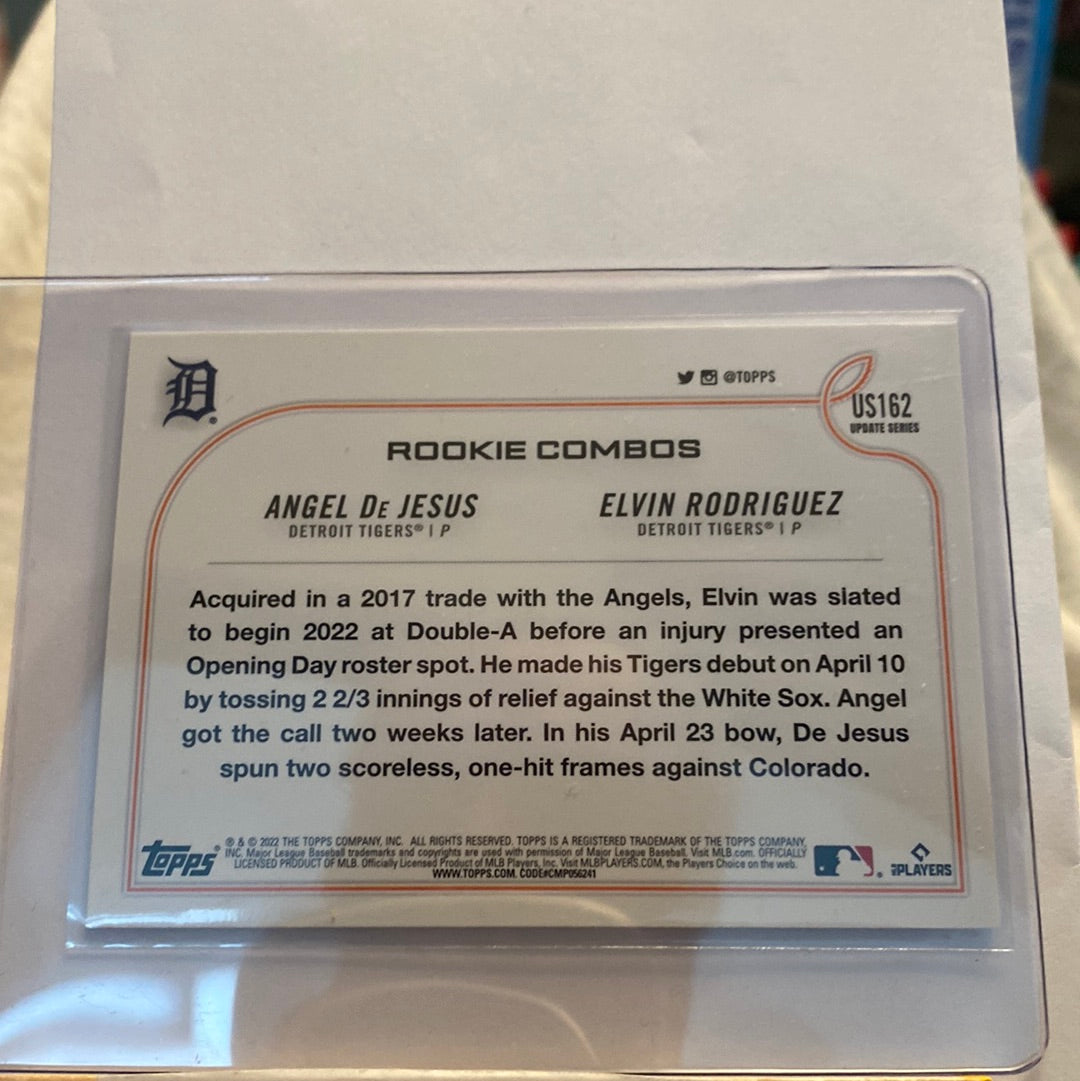 D
@TOPPS
US162
UPDATE SERIES
ROOKIE COMBOS
ANGEL DE JESUS
DETROIT TIGERS® | P
ELVIN RODRIGUEZ
DETROIT TIGERS® | P
Acquired in a 2017 trade with the Angels, Elvin was slated
to begin 2022 at Double-A before an injury presented an
Opening Day roster spot. He made his Tigers debut on April 10
by tossing 2 2/3 innings of relief against the White Sox. Angel
got the call two weeks later. In his April 23 bow, De Jesus
spun two scoreless, one-hit frames against Colorado.
Topps®
® & © 2022 THE TOPPS COMPANY, INC. ALL RIGHTS RESERVED. TOPPS IS A REGISTERED TRADEMARK OF THE TOPPS COMPANY,
INC. Major League Baseball trademarks and copyrights are used with permission of Major League Baseball. Visit MLB.com. OFFICIALLY
LICENSED PRODUCT OF MLB. Officially Licensed Product of MLB Players, Inc. Visit MLBPLAYERS.COM, the Players Choice on the web.
WWW.TOPPS.COM. CODE#CMP056241
MLB PLAYERS